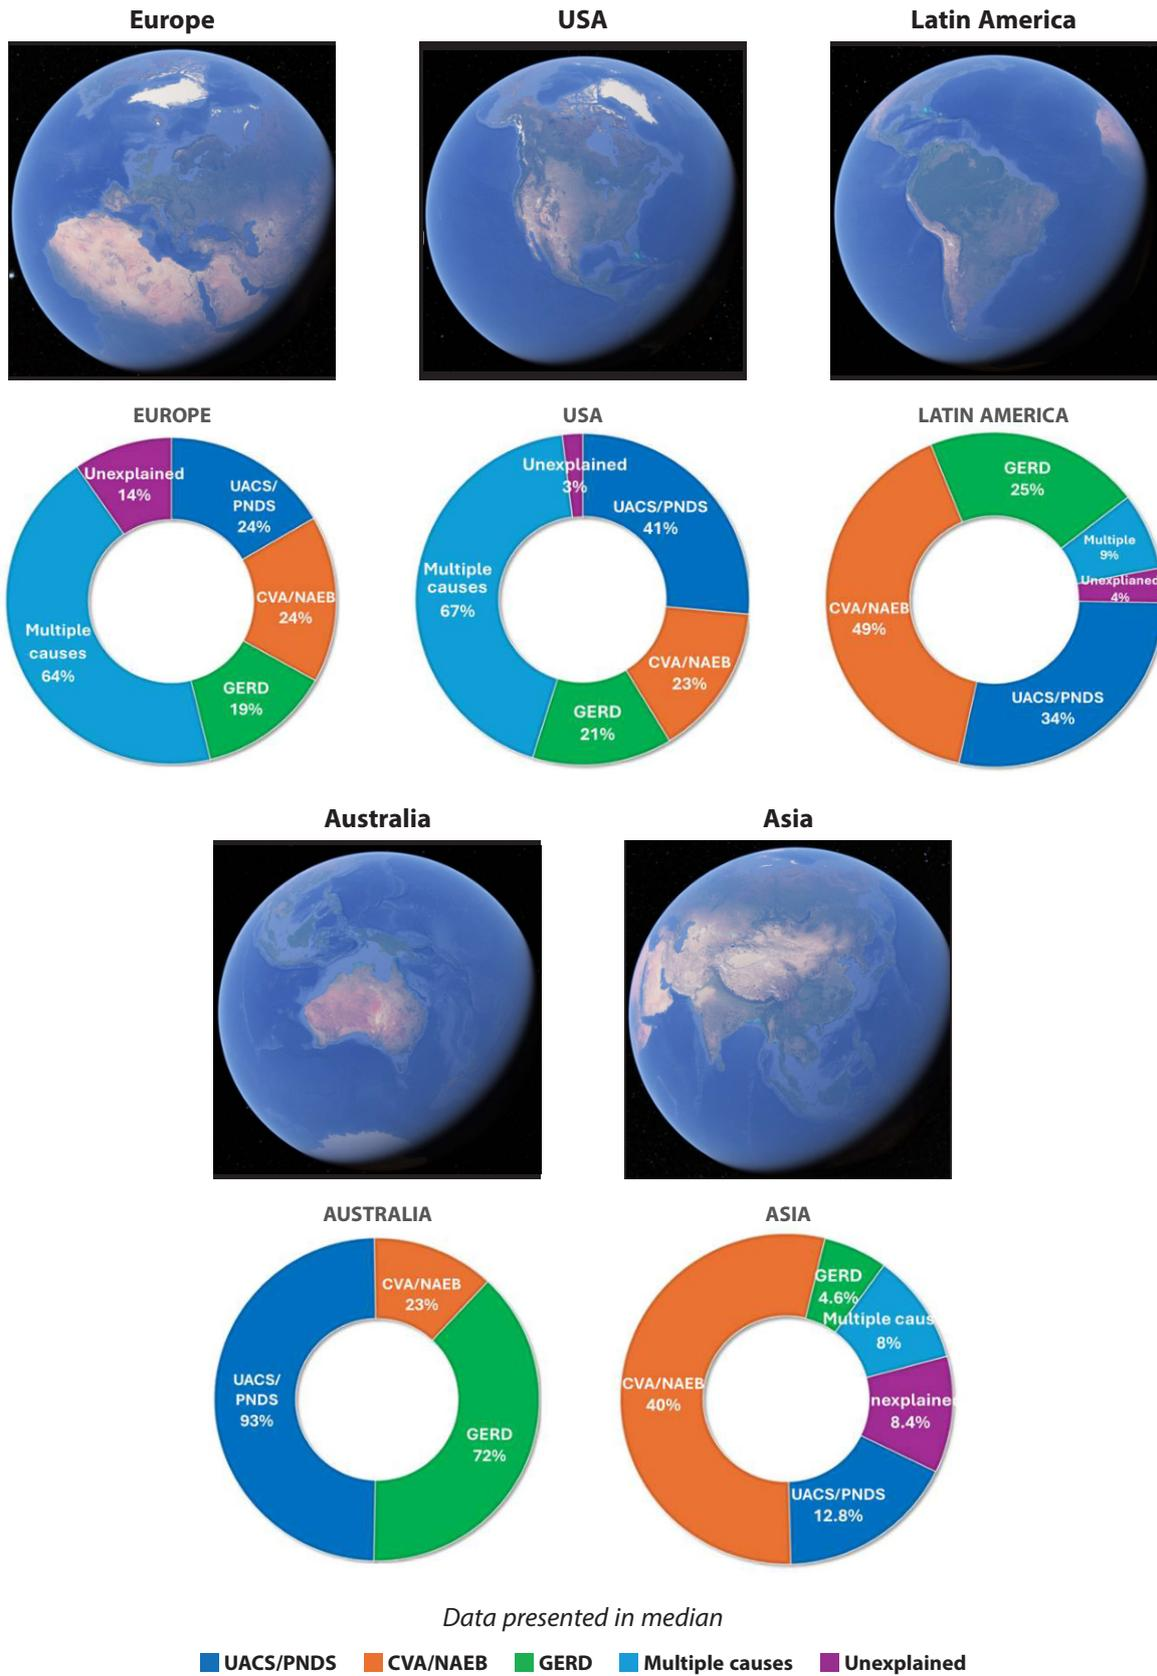 Europe
USA
Latin America
EUROPE
Unexplained
14%
UACS/
PNDS
24%
CVA/NAEB
24%
GERD
19%
Multiple
causes
64%
USA
Unexplained
3%
UACS/PNDS
41%
Multiple
causes
67%
CVA/NAEB
23%
GERD
21%
LATIN AMERICA
GERD
25%
Multiple
9%
Unexplianed
4%
CVA/NAEB
49%
UACS/PNDS
34%
Australia
Asia
AUSTRALIA
CVA/NAEB
23%
UACS/
PNDS
93%
GERD
72%
ASIA
GERD
4.6%
Multiple caus
8%
CVA/NAEB
40%
nexplaine
8.4%
UACS/PNDS
12.8%
Data presented in median
UACS/PNDS CVA/NAEB GERD Multiple causes Unexplained